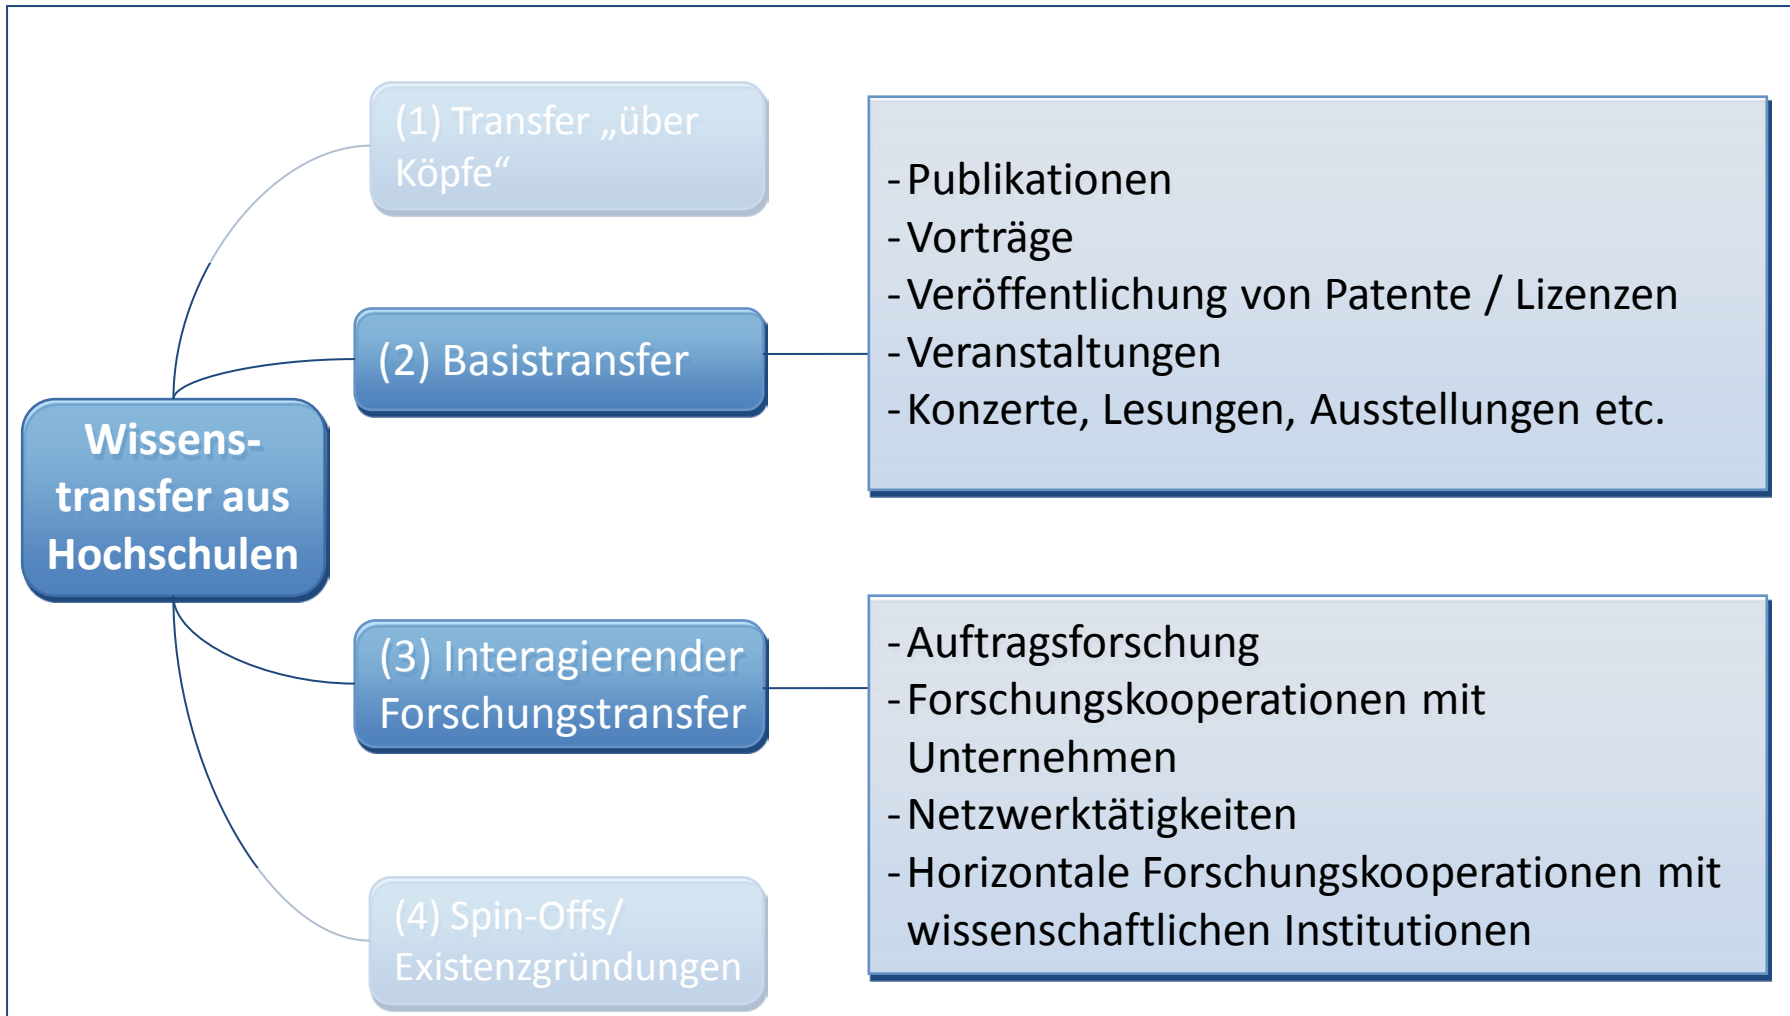 Wissens-
transfer aus
Hochschulen
(1) Transfer „über
Köpfe“
(2) Basistransfer
- Publikationen
- Vorträge
- Veröffentlichung von Patente / Lizenzen
- Veranstaltungen
- Konzerte, Lesungen, Ausstellungen etc.
(3) Interagierender
Forschungstransfer
- Auftragsforschung
- Forschungskooperationen mit
Unternehmen
- Netzwerktätigkeiten
- Horizontale Forschungskooperationen mit
wissenschaftlichen Institutionen
(4) Spin-Offs/
Existenzgründungen